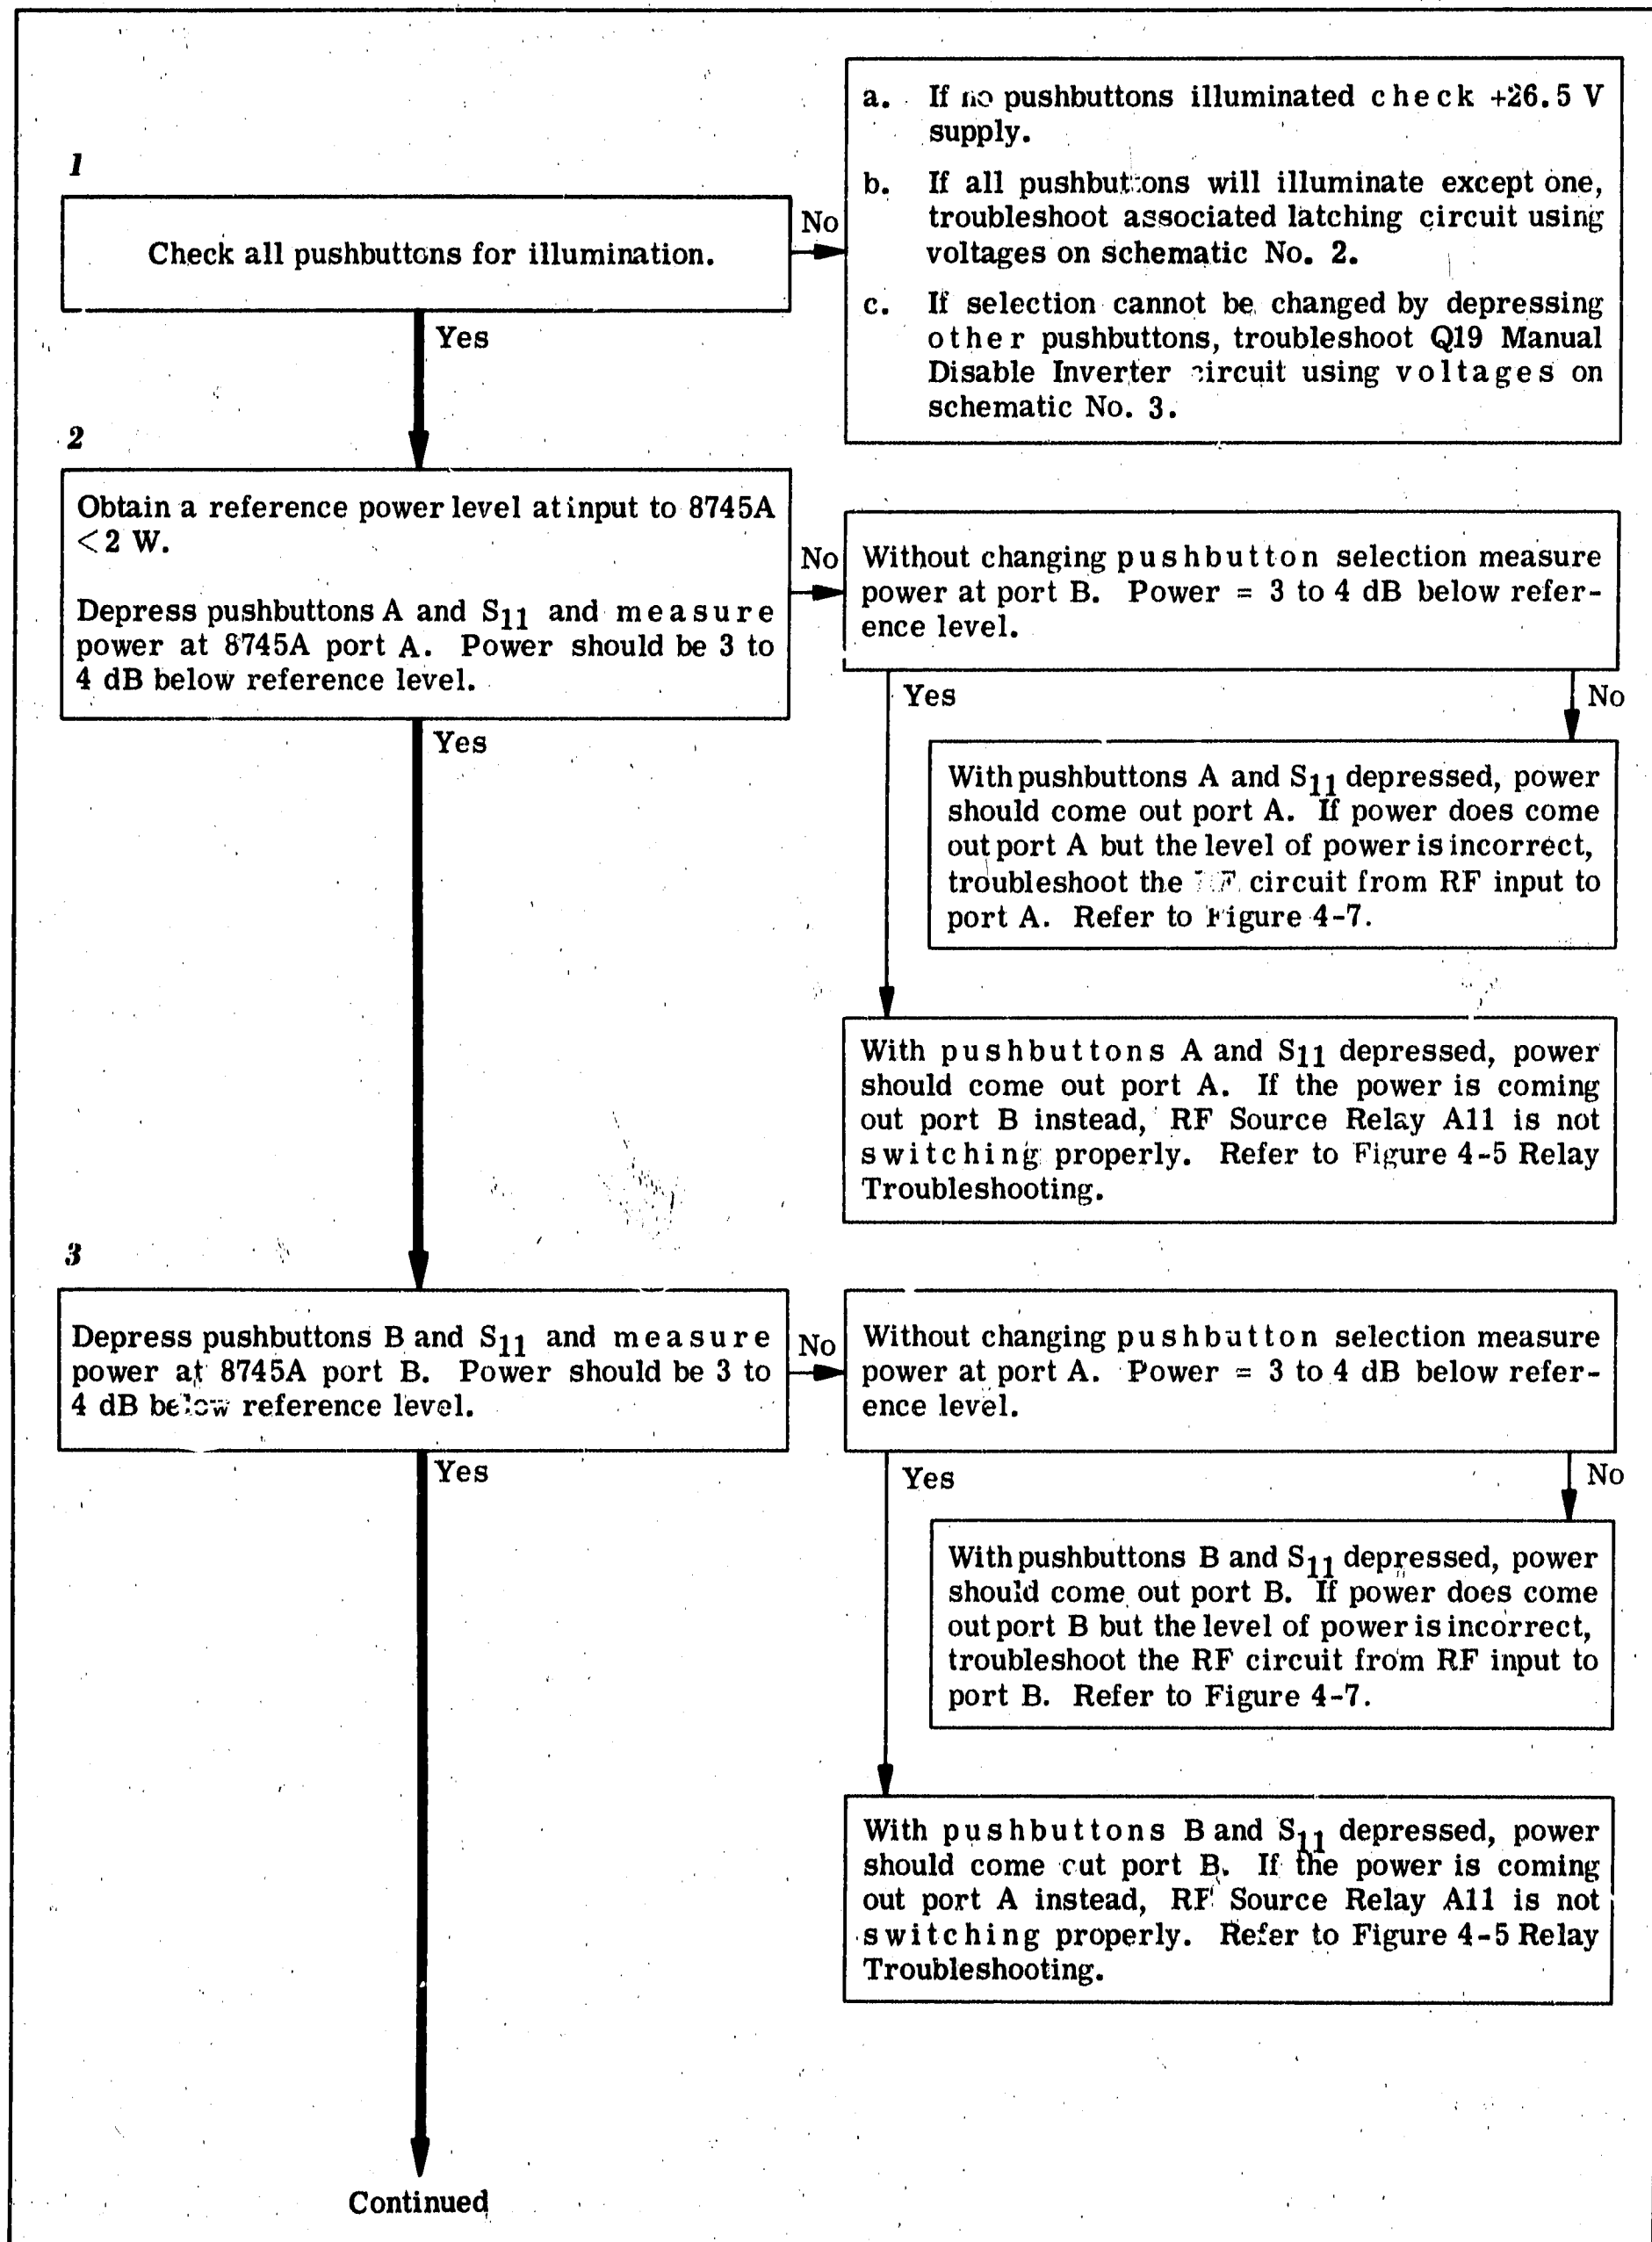 1
Check all pushbuttons for illumination.
No
a. If no pushbuttons illuminated check +26.5 V
supply.
b. If all pushbuttons will illuminate except one,
troubleshoot associated latching circuit using
voltages on schematic No. 2.
c. If selection cannot be changed by depressing
other pushbuttons, troubleshoot Q19 Manual
Disable Inverter circuit using voltages on
schematic No. 3.
Yes
2
Obtain a reference power level at input to 8745A
<2 W.
Depress pushbuttons A and S11 and measure
power at 8745A port A. Power should be 3 to
4 dB below reference level.
No
Without changing pushbutton selection measure
power at port B. Power = 3 to 4 dB below refer-
ence level.
Yes
No
With pushbuttons A and S11 depressed, power
should come out port A. If power does come
out port A but the level of power is incorrect,
troubleshoot the circuit from RF input to
port A. Refer to Figure 4-7.
With pushbuttons A and S11 depressed, power
should come out port A. If the power is coming
out port B instead, RF Source Relay A11 is not
switching properly. Refer to Figure 4-5 Relay
Troubleshooting.
Yes
3
Depress pushbuttons B and S11 and measure
power at 8745A port B. Power should be 3 to
4 dB below reference level.
No
Without changing pushbutton selection measure
power at port A. Power = 3 to 4 dB below refer-
ence level.
Yes
No
With pushbuttons B and S11 depressed, power
should come out port B. If power does come
out port B but the level of power is incorrect,
troubleshoot the RF circuit from RF input to
port B. Refer to Figure 4-7.
With pushbuttons B and S11 depressed, power
should come out port B. If the power is coming
out port A instead, RF Source Relay A11 is not
switching properly. Refer to Figure 4-5 Relay
Troubleshooting.
Yes
Continued